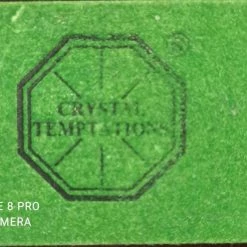 ®
CRYSTAL
TEMPTATIONS
E 8 PRO
MERA